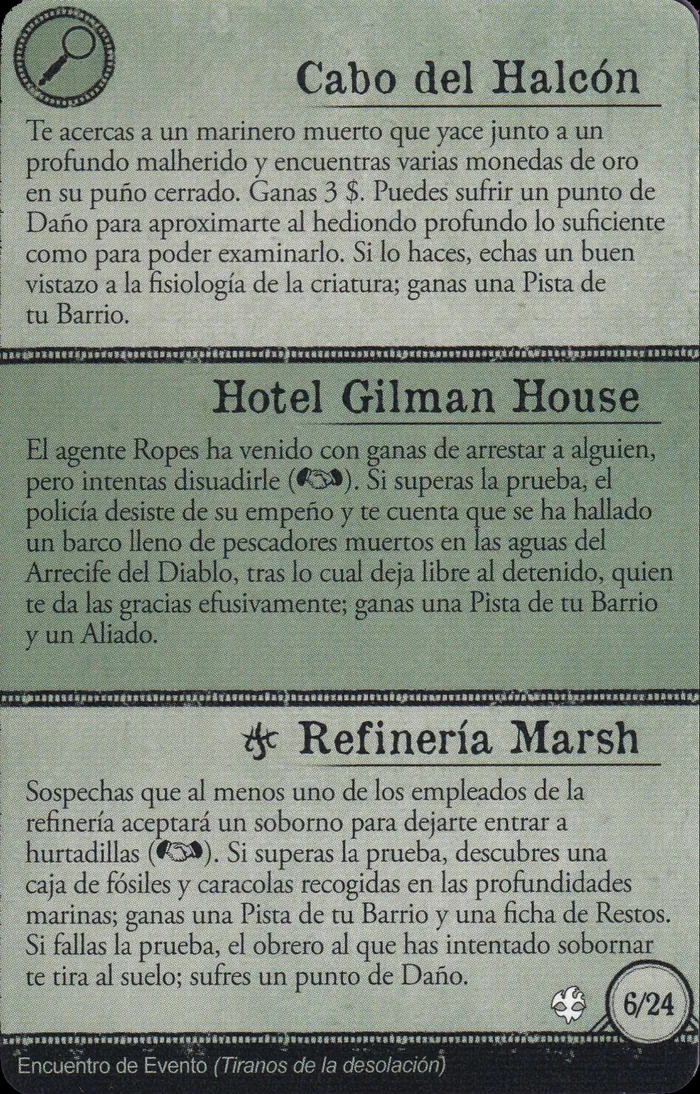 Cabo del Halcón
Te acercas a un marinero muerto que yace junto a un
profundo malherido y encuentras varias monedas de oro
en su puño cerrado. Ganas 3 $. Puedes sufrir un punto de
Daño para aproximarte al hediondo profundo lo suficiente
como para poder examinarlo. Si lo haces, echas un buen
vistazo a la fisiología de la criatura; ganas una Pista de
tu Barrio.
Hotel Gilman House
El agente Ropes ha venido con ganas de arrestar a alguien,
pero intentas disuadirle (). Si superas la prueba, el
policía desiste de su empeño y te cuenta que se ha hallado
un barco lleno de pescadores muertos en las aguas del
Arrecife del Diablo, tras lo cual deja libre al detenido, quien
te da las gracias efusivamente; ganas una Pista de tu Barrio
y un Aliado.
Refinería Marsh
Sospechas que al menos uno de los empleados de la
refinería aceptará un soborno para dejarte entrar a
hurtadillas (). Si superas la prueba, descubres una
caja de fósiles y caracolas recogidas en las profundidades
marinas; ganas una Pista de tu Barrio y una ficha de Restos.
Si fallas la prueba, el obrero al que has intentado sobornar
te tira al suelo; sufres un punto de Daño.
6/24
Encuentro de Evento (Tiranos de la desolación)